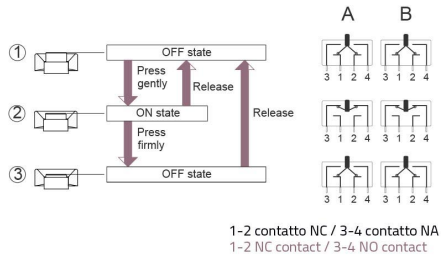 A B
① OFF state
3 1 2 4 3 1 2 4
Press
gently
Release
② ON state
Release
3 1 2 4 3 1 2 4
Press
firmly
③ OFF state
3 1 2 4 3 1 2 4
1-2 contatto NC / 3-4 contatto NA
1-2 NC contact / 3-4 NO contact